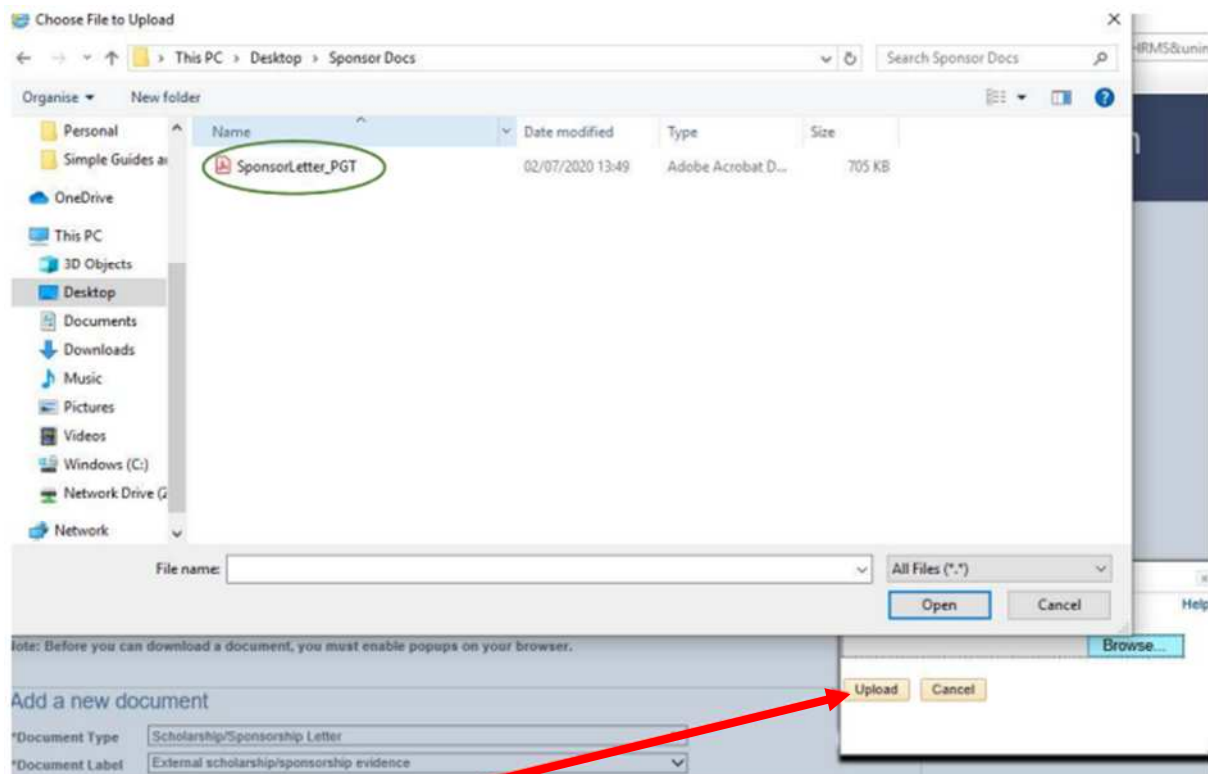 Choose File to Upload
HRMS&unin
This PC > Desktop > Sponsor Docs
Search Sponsor Docs
Organise
New folder
Name
Date modified
Type
Size
SponsorLetter_PGT
02/07/2020 13:49
Adobe Acrobat D...
705 KB
Personal
Simple Guides a
OneDrive
This PC
3D Objects
Desktop
Documents
Downloads
Music
Pictures
Videos
Windows (C:)
Network Drive (
Network
File name:
All Files (*.*)
Open
Cancel
Help
Note: Before you can download a document, you must enable popups on your browser.
Browse...
Upload
Cancel
Add a new document
*Document Type
Scholarship/Sponsorship Letter
*Document Label
External scholarship/sponsorship evidence